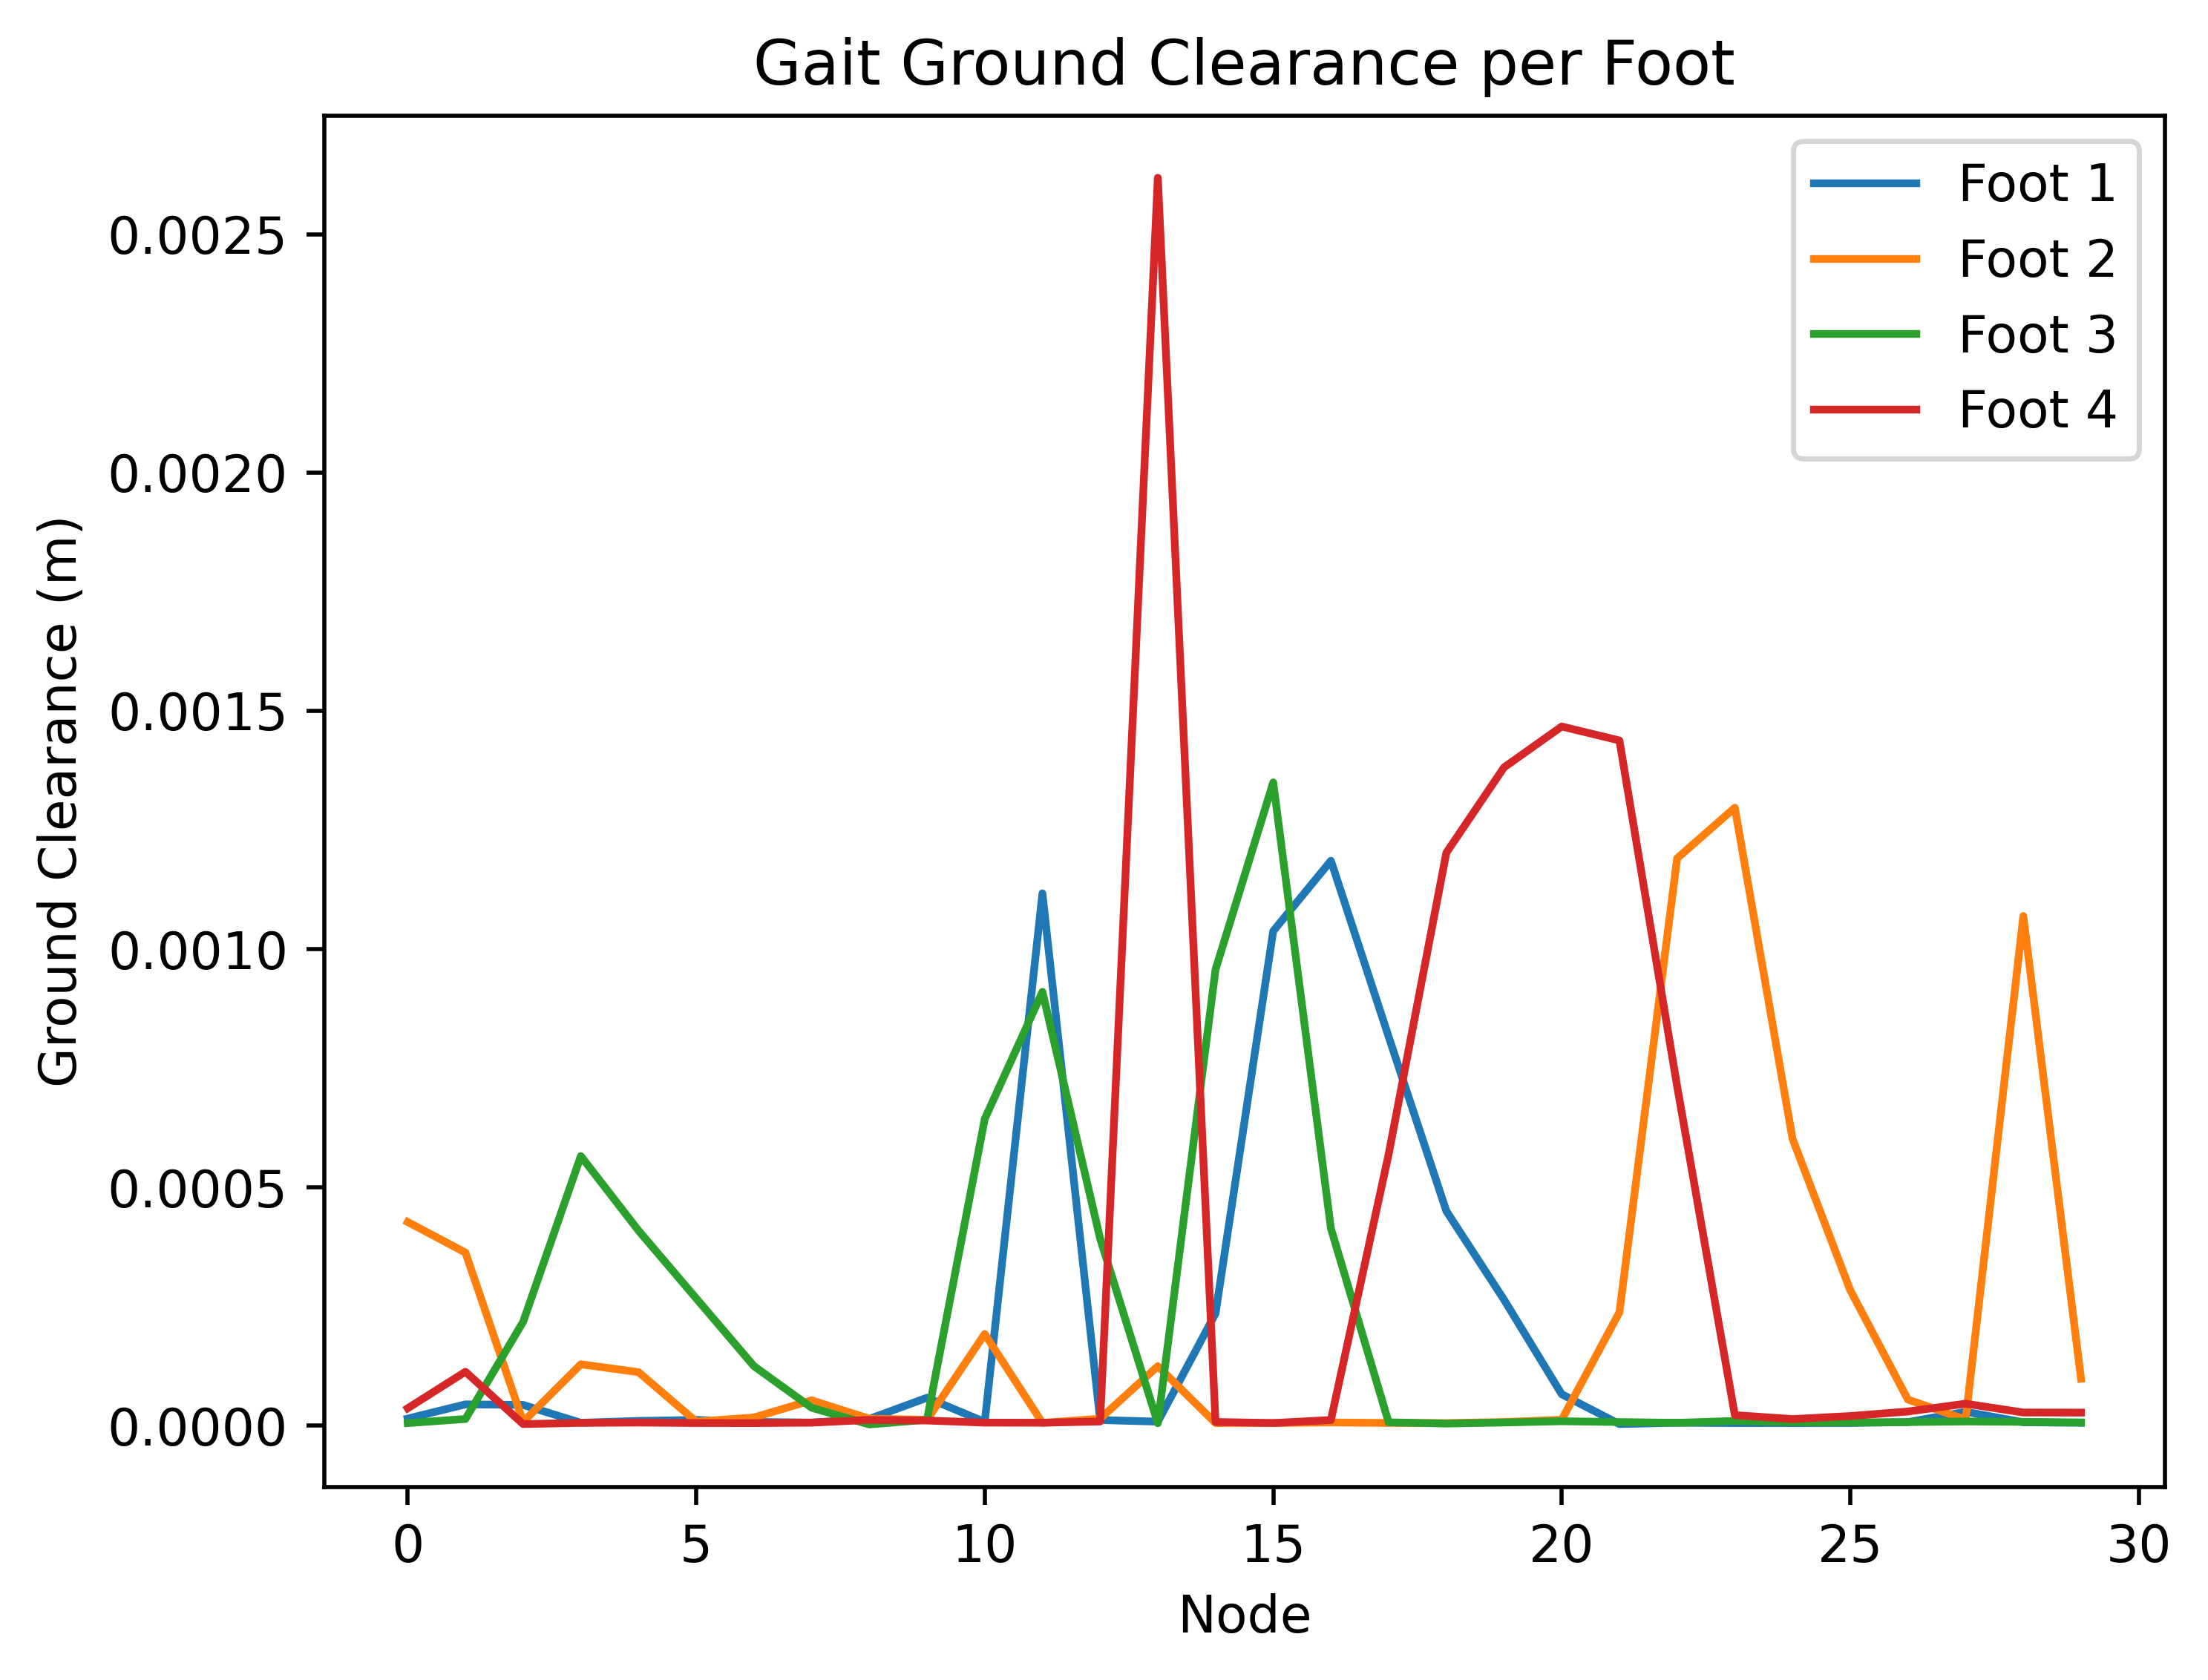 Gait Ground Clearance per Foot
Foot 1
Foot 2
Foot 3
Foot 4
Ground Clearance (m)
0.0025
0.0020
0.0015
0.0010
0.0005
0.0000
0 5 10 15 20 25 30
Node